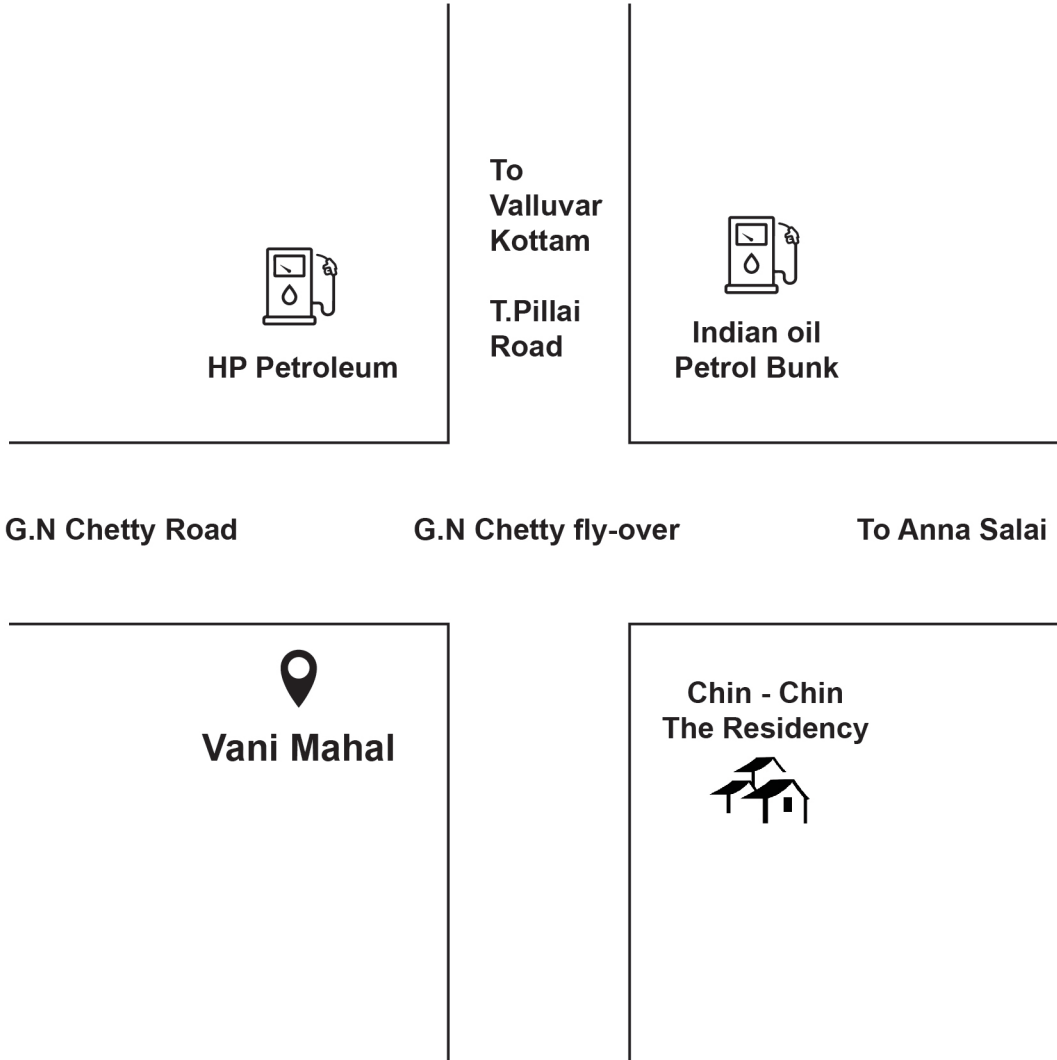 To
Valluvar
Kottam
T.Pillai
Road
HP Petroleum
Indian oil
Petrol Bunk
G.N Chetty Road
G.N Chetty fly-over
To Anna Salai
Vani Mahal
Chin - Chin
The Residency